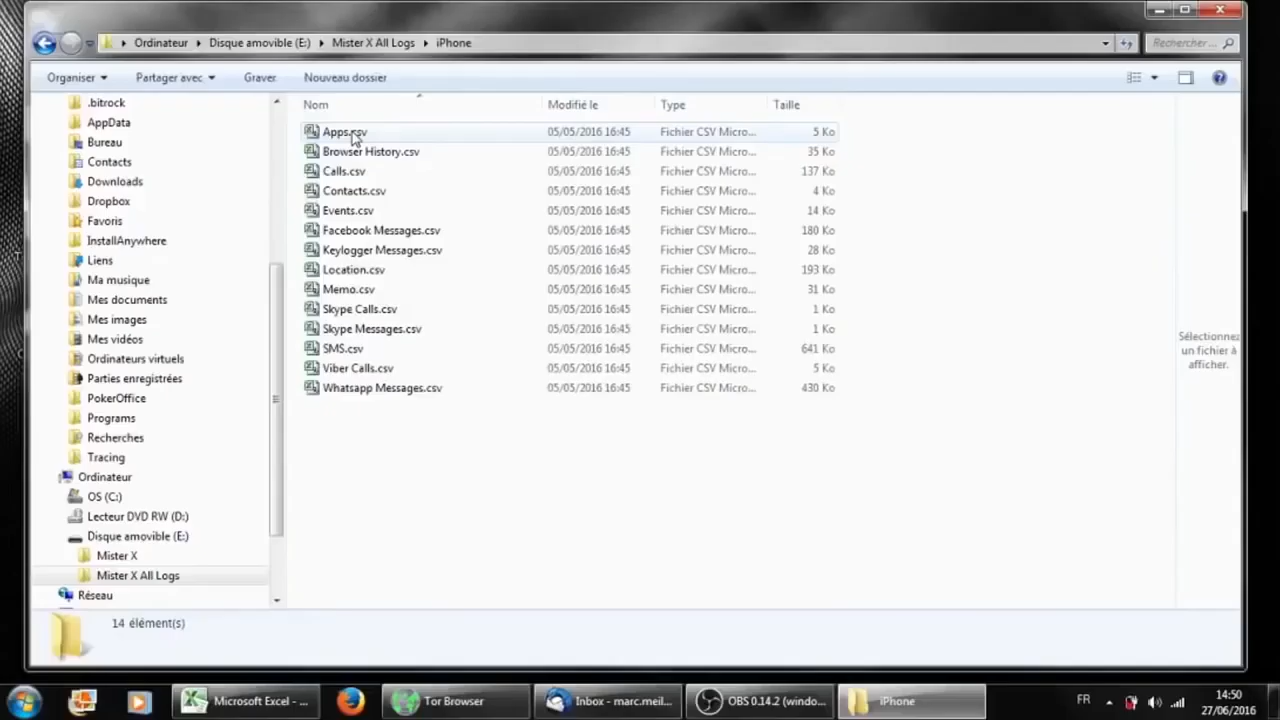 Ordinateur Disque amovible (E:) Mister X All Logs iPhone Rechercher ...
Organiser Partager avec Graver Nouveau dossier
.bitrock
AppData
Bureau
Contacts
Downloads
Dropbox
Favoris
InstallAnywhere
Liens
Ma musique
Mes documents
Mes images
Mes vidéos
Ordinateurs virtuels
Parties enregistrées
PokerOffice
Programs
Recherches
Tracing
Ordinateur
OS (C:)
Lecteur DVD RW (D:)
Disque amovible (E:)
Mister X
Mister X All Logs
Réseau
Nom Modifié le Type Taille
Apps.csv 05/05/2016 16:45 Fichier CSV Micro... 5 Ko
Browser History.csv 05/05/2016 16:45 Fichier CSV Micro... 35 Ko
Calls.csv 05/05/2016 16:45 Fichier CSV Micro... 137 Ko
Contacts.csv 05/05/2016 16:45 Fichier CSV Micro... 4 Ko
Events.csv 05/05/2016 16:45 Fichier CSV Micro... 14 Ko
Facebook Messages.csv 05/05/2016 16:45 Fichier CSV Micro... 180 Ko
Keylogger Messages.csv 05/05/2016 16:45 Fichier CSV Micro... 28 Ko
Location.csv 05/05/2016 16:45 Fichier CSV Micro... 193 Ko
Memo.csv 05/05/2016 16:45 Fichier CSV Micro... 31 Ko
Skype Calls.csv 05/05/2016 16:45 Fichier CSV Micro... 1 Ko
Skype Messages.csv 05/05/2016 16:45 Fichier CSV Micro... 1 Ko
SMS.csv 05/05/2016 16:45 Fichier CSV Micro... 641 Ko
Viber Calls.csv 05/05/2016 16:45 Fichier CSV Micro... 5 Ko
Whatsapp Messages.csv 05/05/2016 16:45 Fichier CSV Micro... 430 Ko
Sélectionnez
un fichier à
afficher.
14 élément(s)
Microsoft Excel - ... Tor Browser Inbox - marc.meil... OBS 0.14.2 (windo... iPhone FR 14:50
27/06/2016